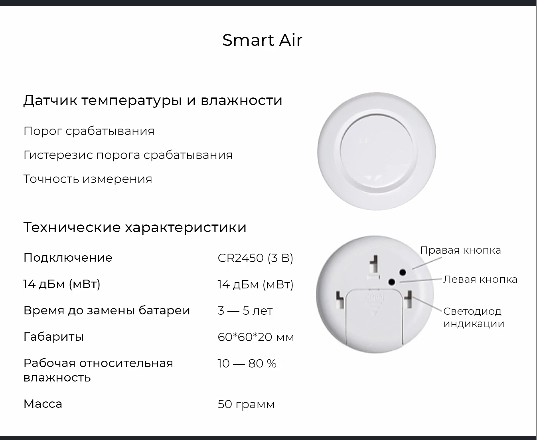 Smart Air
Датчик температуры и влажности
Порог срабатывания
Гистерезис порога срабатывания
Точность измерения
Технические характеристики
Подключение CR2450 (3 В)
14 дБм (мВт) 14 дБм (мВт)
Время до замены батареи 3 — 5 лет
Габариты 60*60*20 мм
Рабочая относительная 10 — 80 %
влажность
Масса 50 грамм
Правая кнопка
Левая кнопка
Светодиод
индикации